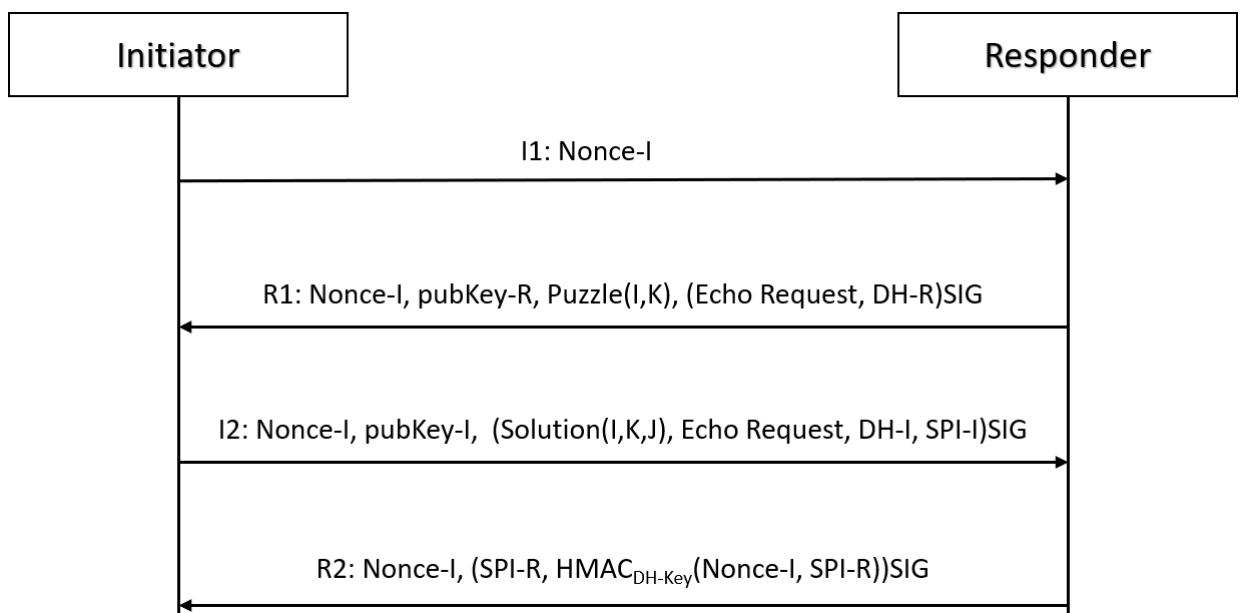 Initiator
Responder
I1: Nonce-I
R1: Nonce-I, pubKey-R, Puzzle(I,K), (Echo Request, DH-R)SIG
I2: Nonce-I, pubKey-I, (Solution(I,K,J), Echo Request, DH-I, SPI-I)SIG
R2: Nonce-I, (SPI-R, HMAC_DH-Key(Nonce-I, SPI-R))SIG